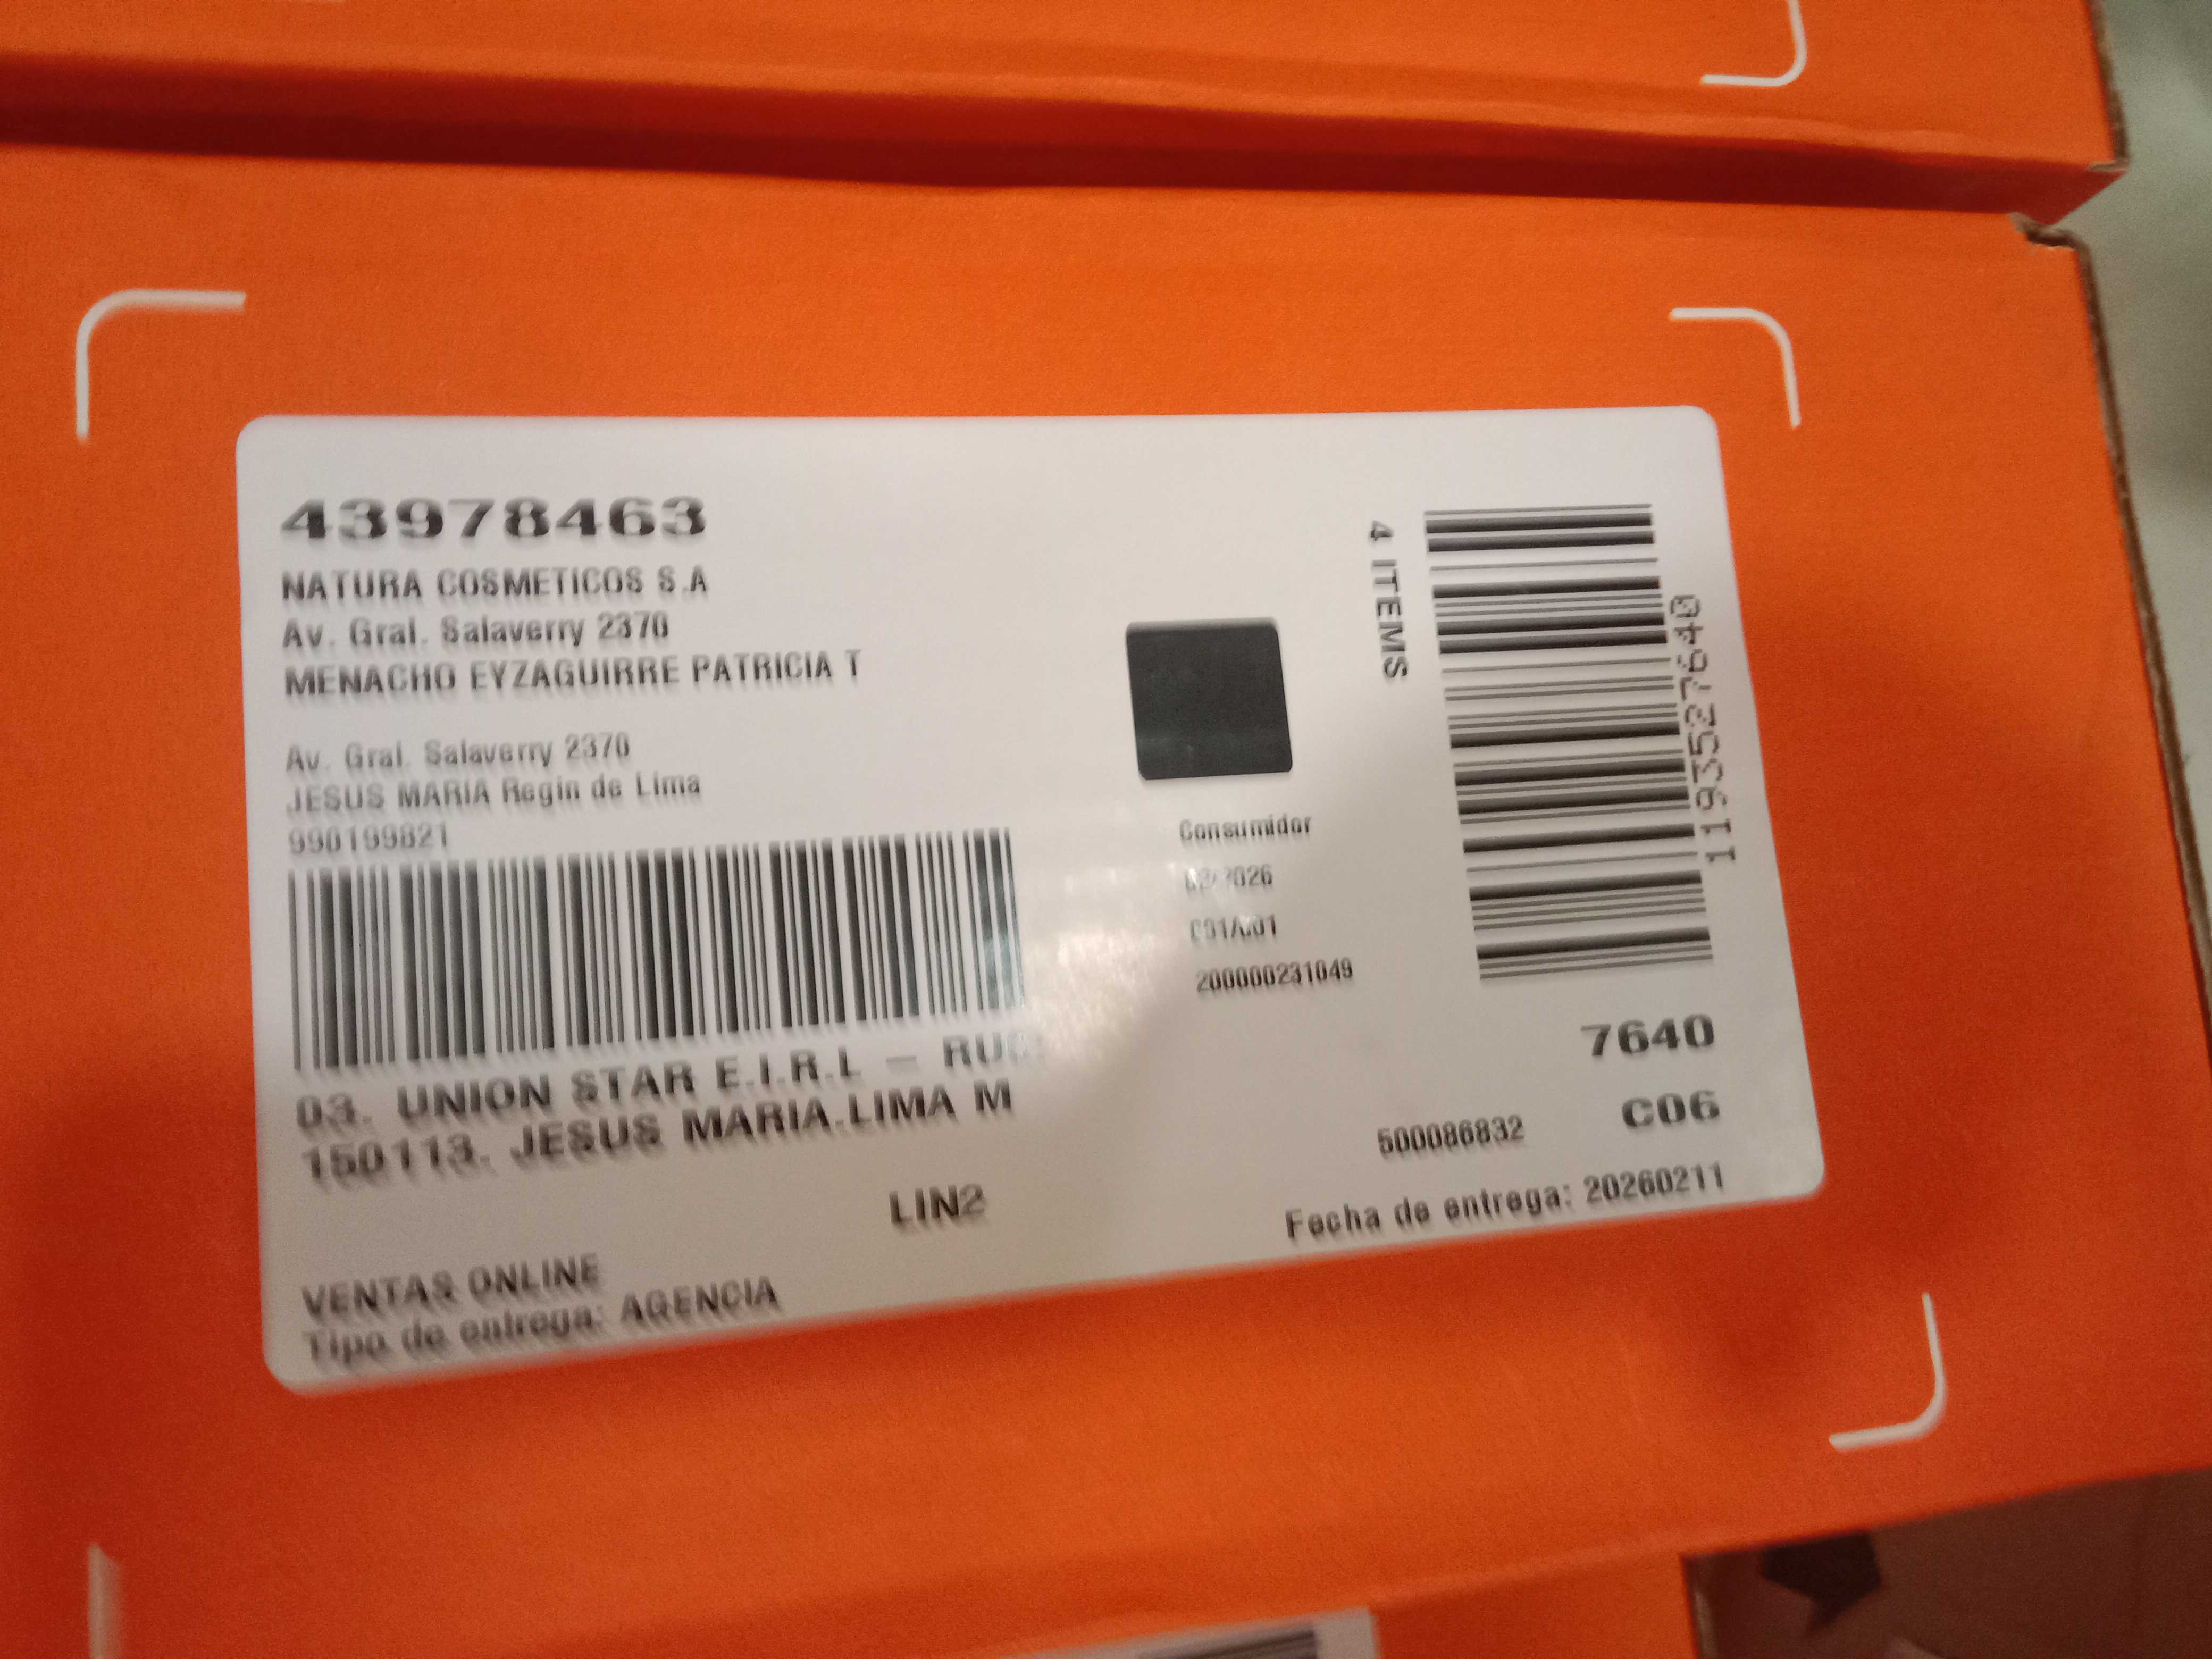 43978463
NATURA COSMETICOS S.A
Av. Gral. Salaverry 2370
MENACHO EYZAGUIRRE PATRICIA T
Av. Gral. Salaverry 2370
JESUS MARIA Regin de Lima
990199821
03. UNION STAR E.I.R.L – RUC
150113. JESUS MARIA.LIMA M
LIN2
VENTAS ONLINE
Tipo de entrega: AGENCIA
Consumidor
200000231049
4 ITEMS
1193527640
7640
C06
500086832
Fecha de entrega: 20260211